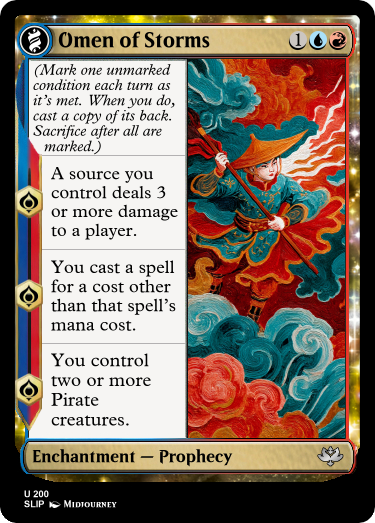 Omen of Storms 1
(Mark one unmarked
condition each turn as
it's met. When you do,
cast a copy of its back.
Sacrifice after all are
marked.)
A source you
control deals 3
or more damage
to a player.
You cast a spell
for a cost other
than that spell's
mana cost.
You control
two or more
Pirate
creatures.
Enchantment — Prophecy
U 200
SLIP Midjourney